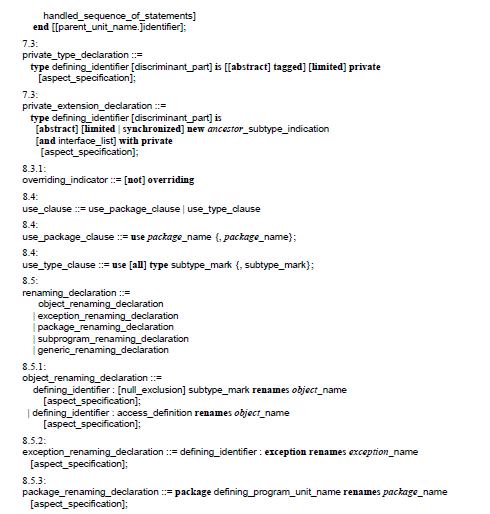 handled_sequence_of_statements]
end [[parent_unit_name.]identifier];
7.3:
private_type_declaration ::=
type defining_identifier [discriminant_part] is [[abstract] tagged] [limited] private
[aspect_specification];
7.3:
private_extension_declaration ::=
type defining_identifier [discriminant_part] is
[abstract] [limited | synchronized] new ancestor_subtype_indication
[and interface_list] with private
[aspect_specification];
8.3.1:
overriding_indicator ::= [not] overriding
8.4:
use_clause ::= use_package_clause | use_type_clause
8.4:
use_package_clause ::= use package_name {, package_name};
8.4:
use_type_clause ::= use [all] type subtype_mark {, subtype_mark};
8.5:
renaming_declaration ::=
object_renaming_declaration
| exception_renaming_declaration
| package_renaming_declaration
| subprogram_renaming_declaration
| generic_renaming_declaration
8.5.1:
object_renaming_declaration ::=
defining_identifier : [null_exclusion] subtype_mark renames object_name
[aspect_specification];
| defining_identifier : access_definition renames object_name
[aspect_specification];
8.5.2:
exception_renaming_declaration ::= defining_identifier : exception renames exception_name
[aspect_specification];
8.5.3:
package_renaming_declaration ::= package defining_program_unit_name renames package_name
[aspect_specification];